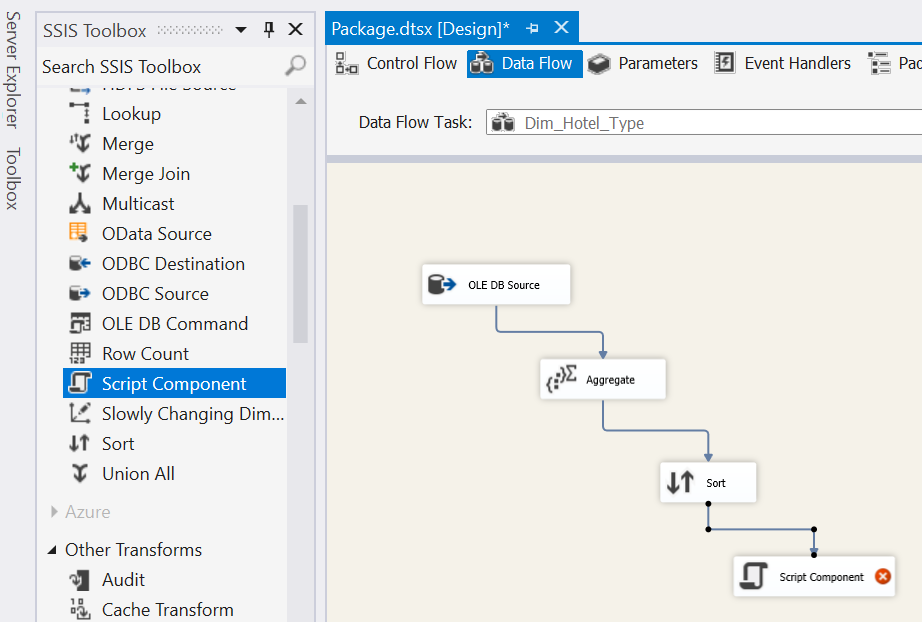 Server Explorer
Toolbox
SSIS Toolbox
Search SSIS Toolbox
HDFS File Source
Lookup
Merge
Merge Join
Multicast
OData Source
ODBC Destination
ODBC Source
OLE DB Command
Row Count
Script Component
Slowly Changing Dim...
Sort
Union All
Azure
Other Transforms
Audit
Cache Transform
Package.dtsx [Design]*
Control Flow
Data Flow
Parameters
Event Handlers
Pac
Data Flow Task:
Dim_Hotel_Type
OLE DB Source
Aggregate
Sort
Script Component